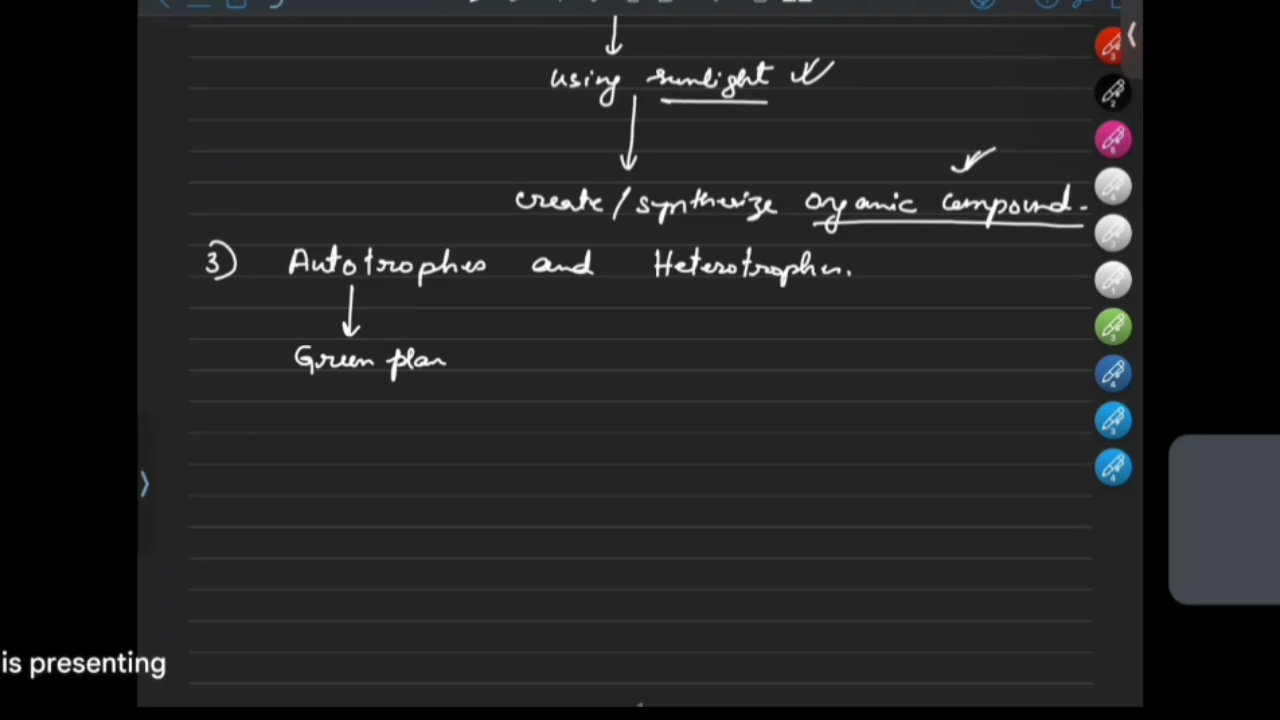 using sunlight
create/synthesize organic compound.
3) Autotrophes and Heterotrophes.
Green plan
is presenting